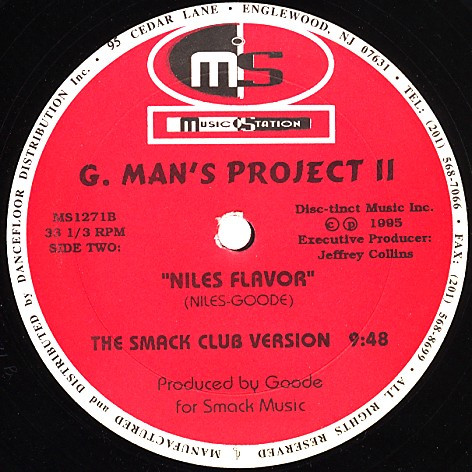 MS
MUSIC STATION
G. MAN'S PROJECT II
MS1271B
33 1/3 RPM
SIDE TWO:
Disc-tinct Music Inc.
© ℗ 1995
Executive Producer:
Jeffrey Collins
"NILES FLAVOR"
(NILES-GOODE)
THE SMACK CLUB VERSION 9:48
Produced by Goode
for Smack Music
MANUFACTURED and DISTRIBUTED by DANCEFLOOR DISTRIBUTION Inc. • 95 CEDAR LANE • ENGLEWOOD, NJ 07631 • TEL: (201) 568-7066 • FAX: (201) 568-8699 • ALL RIGHTS RESERVED •